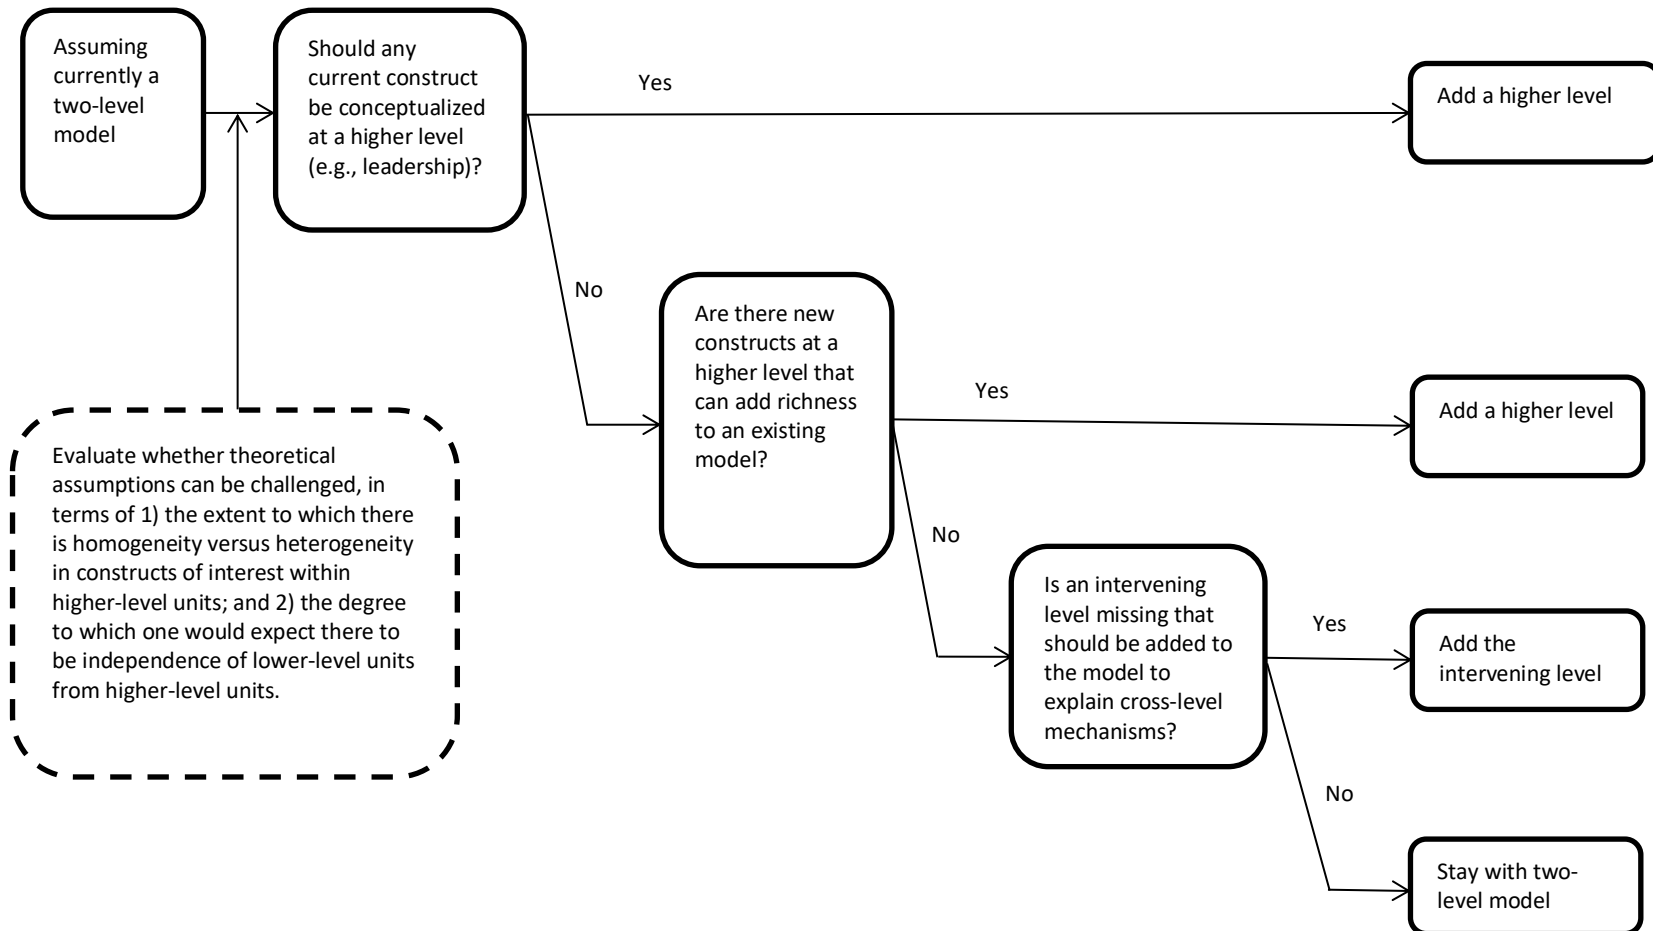 Assuming
currently a
two-level
model
Should any
current construct
be conceptualized
at a higher level
(e.g., leadership)?
Yes
Add a higher level
No
Are there new
constructs at a
higher level that
can add richness
to an existing
model?
Yes
Add a higher level
Evaluate whether theoretical
assumptions can be challenged, in
terms of 1) the extent to which there
is homogeneity versus heterogeneity
in constructs of interest within
higher-level units; and 2) the degree
to which one would expect there to
be independence of lower-level units
from higher-level units.
No
Is an intervening
level missing that
should be added to
the model to
explain cross-level
mechanisms?
Yes
Add the
intervening level
No
Stay with two-
level model